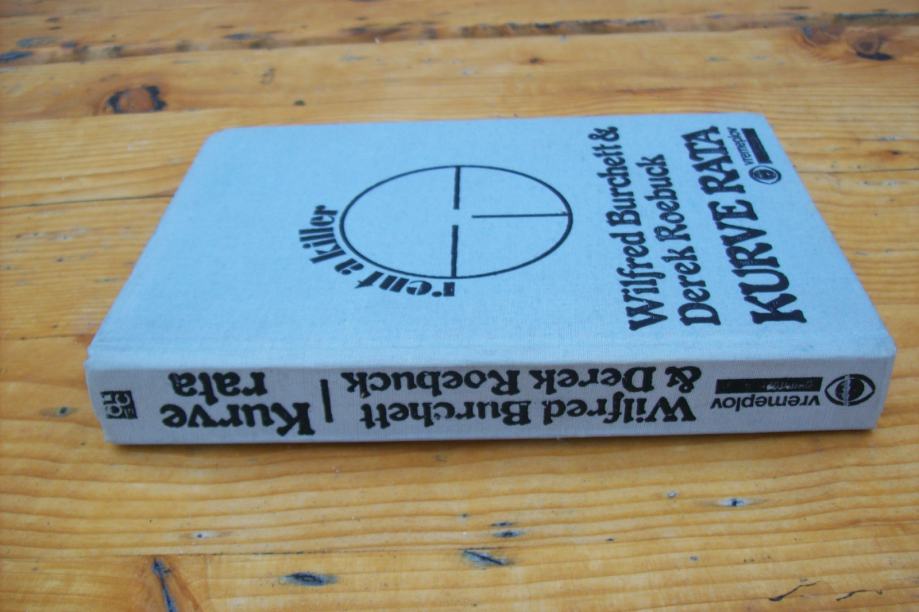 vremeplov
Wilfred Burchett &
Derek Roebuck
KURVE RATA
rent a killer
vremeplov
Wilfred Burchett
& Derek Roebuck
Kurve
rata